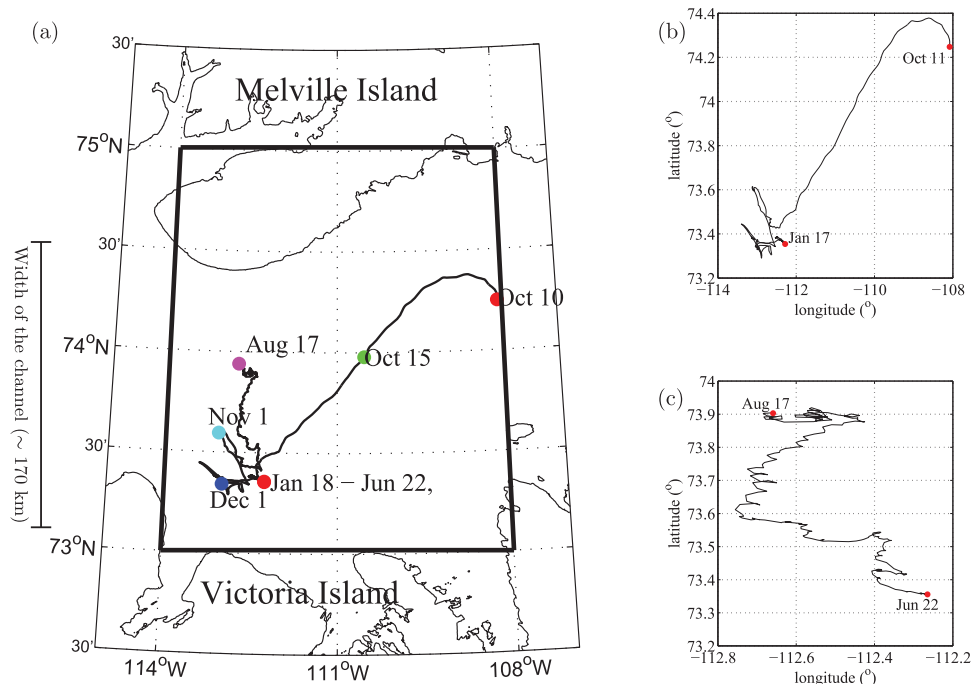 (a)
30'
Melville Island
75°N
30'
Oct 10
74°N
Aug 17
Oct 15
Nov 1
30'
Jan 18 − Jun 22,
Dec 1
73°N
Victoria Island
30'
114°W
111°W
108°W
Width of the channel (∼ 170 km)
(b)
74.4
74.2
74
73.8
73.6
73.4
73.2
latitude (°)
Oct 11
Jan 17
−114
−112
−110
−108
longitude (°)
(c)
74
73.9
73.8
73.7
73.6
73.5
73.4
73.3
73.2
latitude (°)
Aug 17
Jun 22
−112.8
−112.6
−112.4
−112.2
longitude (°)